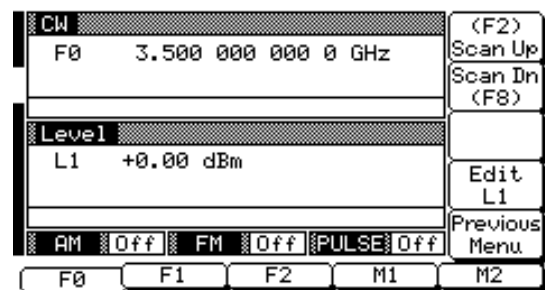 CW
F0 3.500 000 000 0 GHz
Level
L1 +0.00 dBm
AM Off FM Off PULSE Off
(F2)
Scan Up
Scan Dn
(F8)
Edit
L1
Previous
Menu
F0 F1 F2 M1 M2